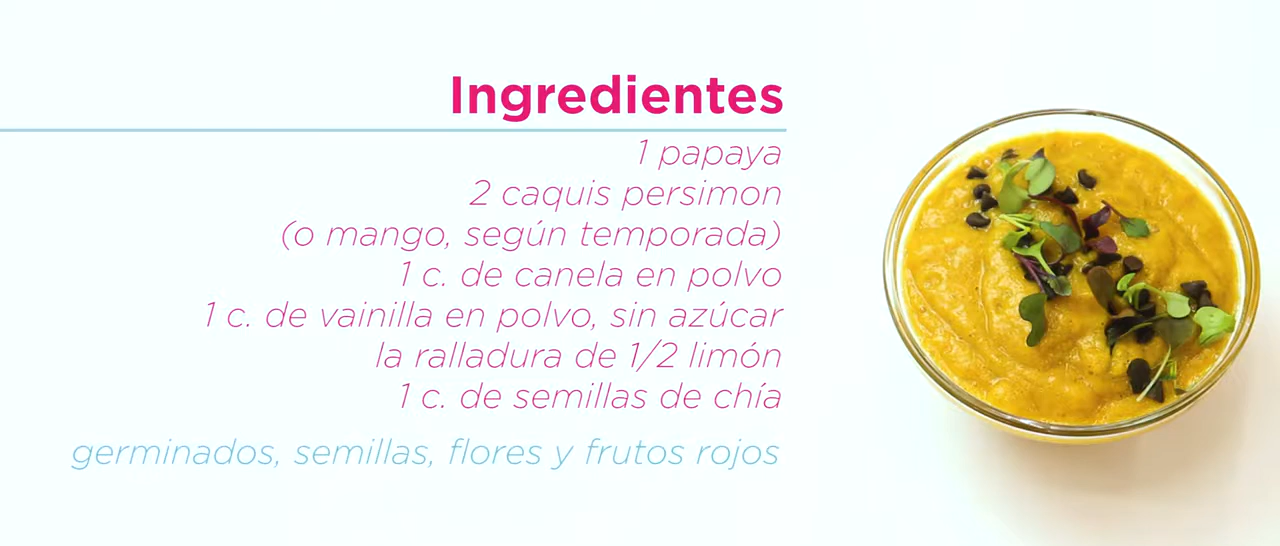 Ingredientes
1 papaya
2 caquis persimon
(o mango, según temporada)
1 c. de canela en polvo
1 c. de vainilla en polvo, sin azúcar
la ralladura de 1/2 limón
1 c. de semillas de chía
germinados, semillas, flores y frutos rojos